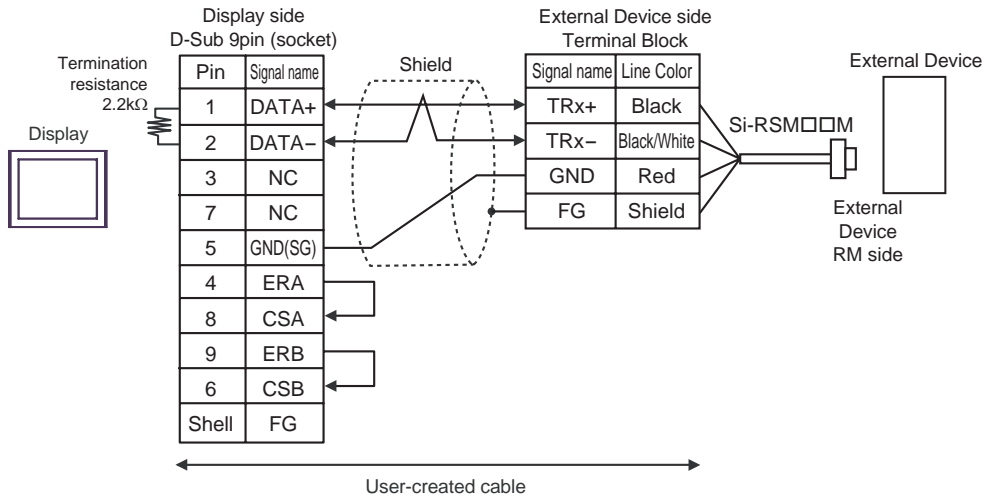 Display side
D-Sub 9pin (socket)
External Device side
Terminal Block
Termination
resistance
2.2kΩ
Shield
External Device
Display
Pin Signal name
1 DATA+
2 DATA−
3 NC
7 NC
5 GND(SG)
4 ERA
8 CSA
9 ERB
6 CSB
Shell FG
Signal name Line Color
TRx+ Black
TRx− Black/White
GND Red
FG Shield
Si-RSM□□M
External
Device
RM side
User-created cable